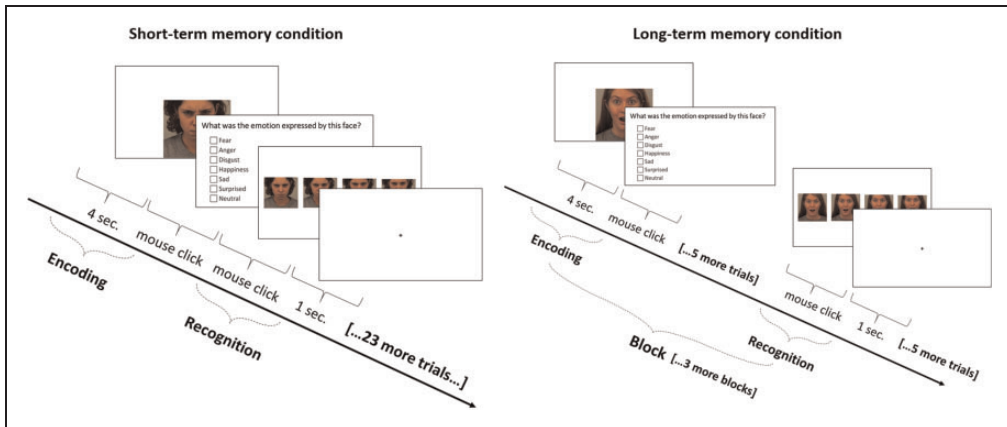 Short-term memory condition
What was the emotion expressed by this face?
Fear
Anger
Disgust
Happiness
Sad
Surprised
Neutral
4 sec.
mouse click
mouse click
1 sec.
[...23 more trials...]
Encoding
Recognition
Long-term memory condition
What was the emotion expressed by this face?
Fear
Anger
Disgust
Happiness
Sad
Surprised
Neutral
4 sec.
mouse click
[...5 more trials]
mouse click
1 sec.
[...5 more trials]
Encoding
Recognition
Block [...3 more blocks]